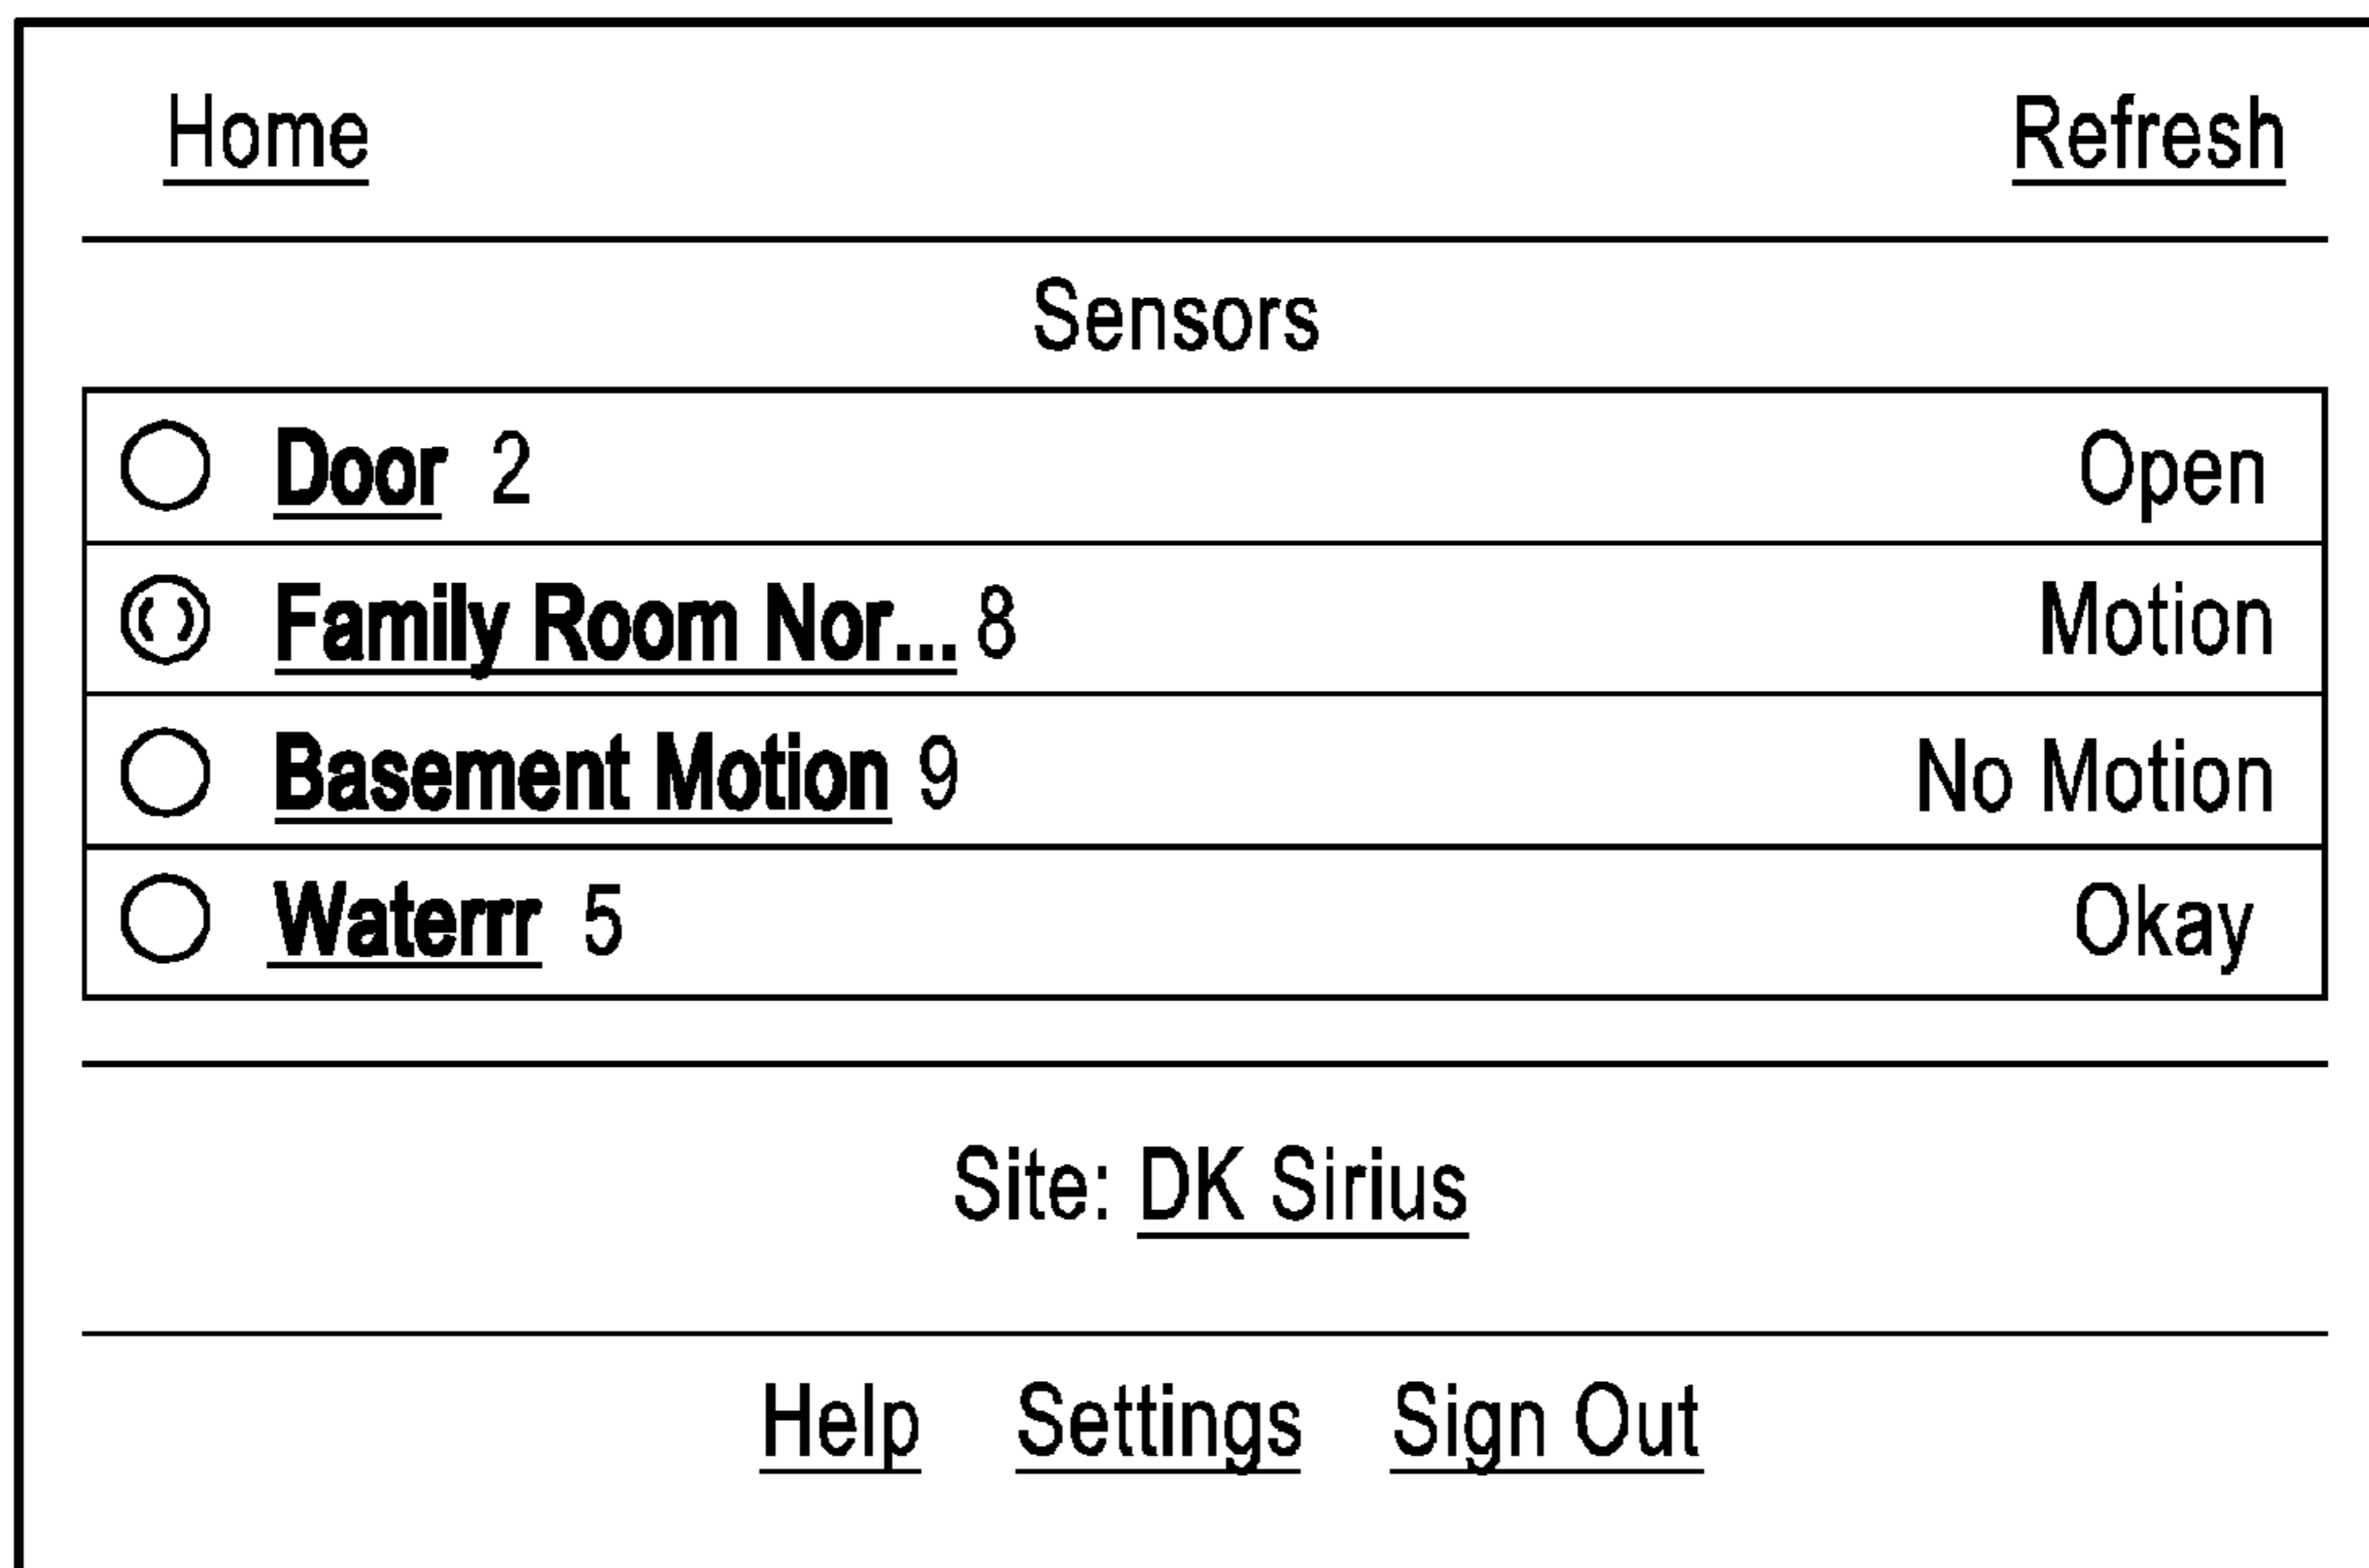 Home Refresh
Sensors
Door 2 Open
Family Room Nor... 8 Motion
Basement Motion 9 No Motion
Waterrr 5 Okay
Site: DK Sirius
Help Settings Sign Out